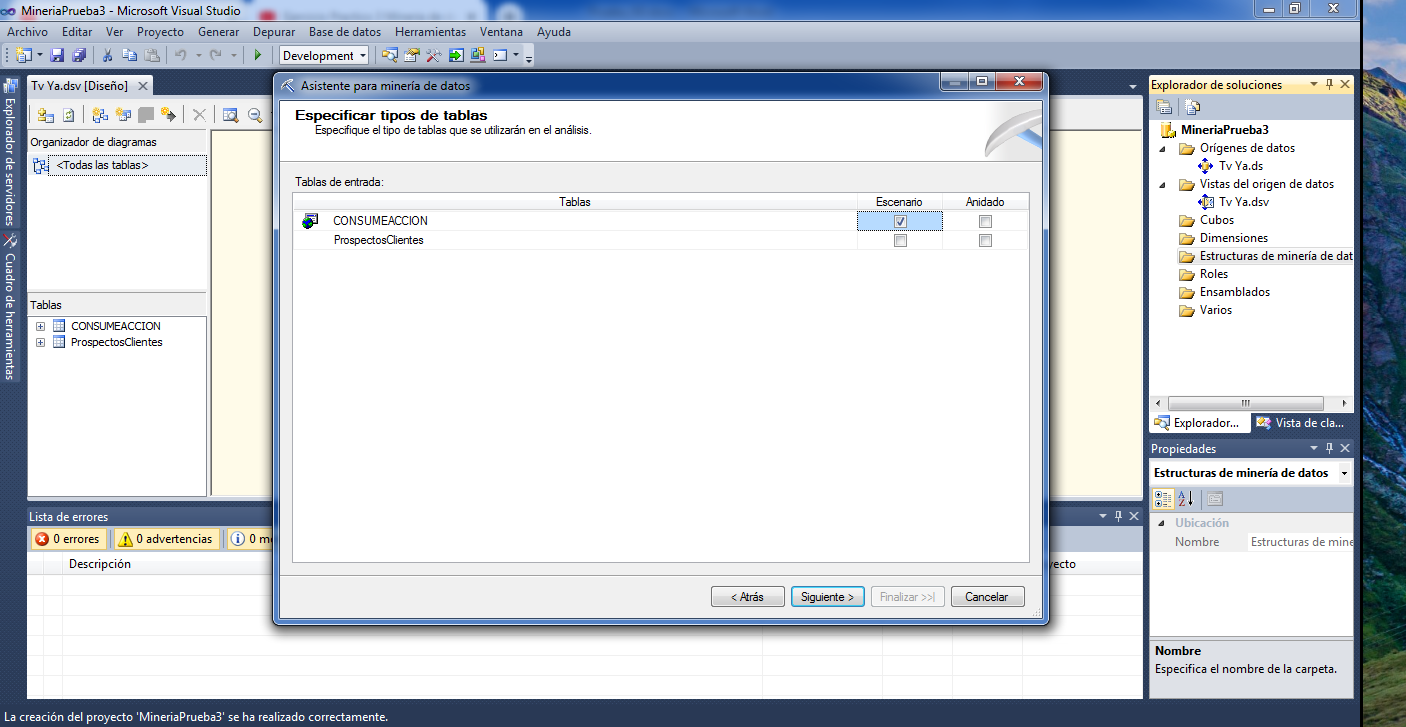 MineriaPrueba3 - Microsoft Visual Studio
Archivo Editar Ver Proyecto Generar Depurar Base de datos Herramientas Ventana Ayuda
Development
Explorador de servidores
Cuadro de herramientas
Tv Ya.dsv [Diseño]
Organizador de diagramas
<Todas las tablas>
Tablas
CONSUMEACCION
ProspectosClientes
Asistente para minería de datos
Especificar tipos de tablas
Especifique el tipo de tablas que se utilizarán en el análisis.
Tablas de entrada:
Tablas Escenario Anidado
CONSUMEACCION
ProspectosClientes
< Atrás Siguiente > Finalizar >>| Cancelar
Explorador de soluciones
MineriaPrueba3
Orígenes de datos
Tv Ya.ds
Vistas del origen de datos
Tv Ya.dsv
Cubos
Dimensiones
Estructuras de minería de dat
Roles
Ensamblados
Varios
Explorador... Vista de cla...
Propiedades
Estructuras de minería de datos
Ubicación
Nombre Estructuras de mine
Nombre
Especifica el nombre de la carpeta.
Lista de errores
0 errores 0 advertencias 0 m
Descripción yecto
La creación del proyecto 'MineriaPrueba3' se ha realizado correctamente.